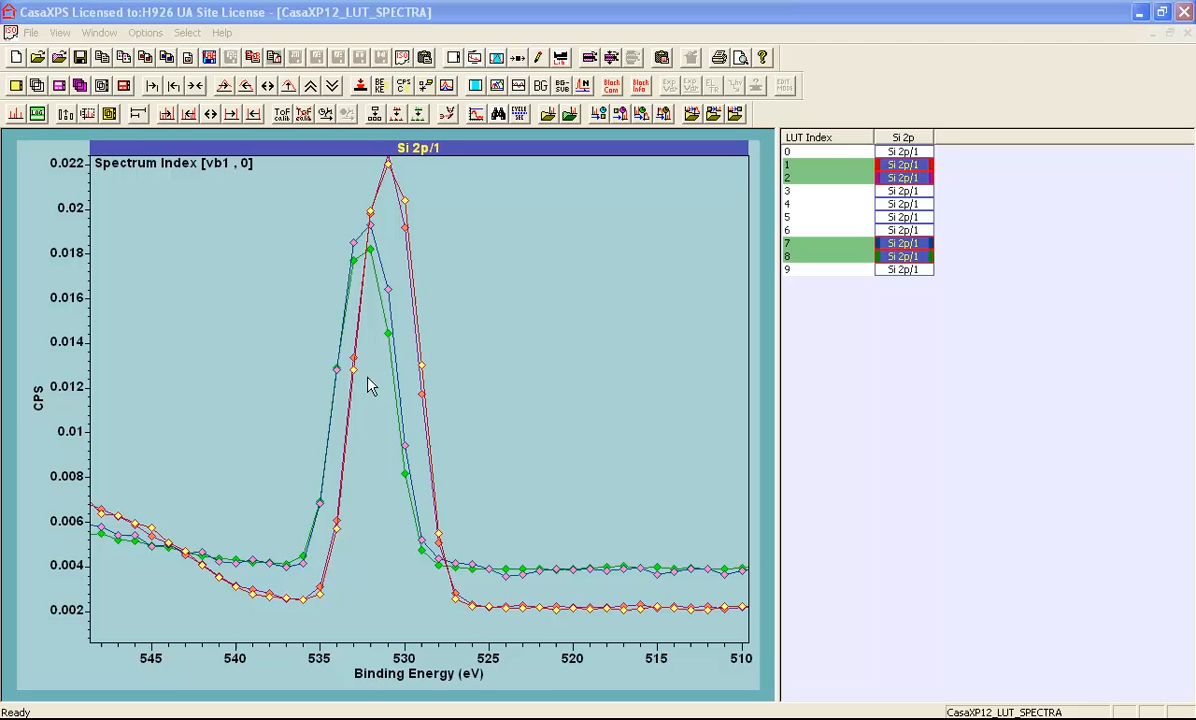 CasaXPS Licensed to:H926 UA Site License - [CasaXP12_LUT_SPECTRA]
File View Window Options Select Help
Si 2p/1
Spectrum Index [vb1 , 0]
0.022
0.02
0.018
0.016
0.014
0.012
0.01
0.008
0.006
0.004
0.002
CPS
545 540 535 530 525 520 515 510
Binding Energy (eV)
LUT Index Si 2p
0 Si 2p/1
1 Si 2p/1
2 Si 2p/1
3 Si 2p/1
4 Si 2p/1
5 Si 2p/1
6 Si 2p/1
7 Si 2p/1
8 Si 2p/1
9 Si 2p/1
Ready CasaXP12_LUT_SPECTRA